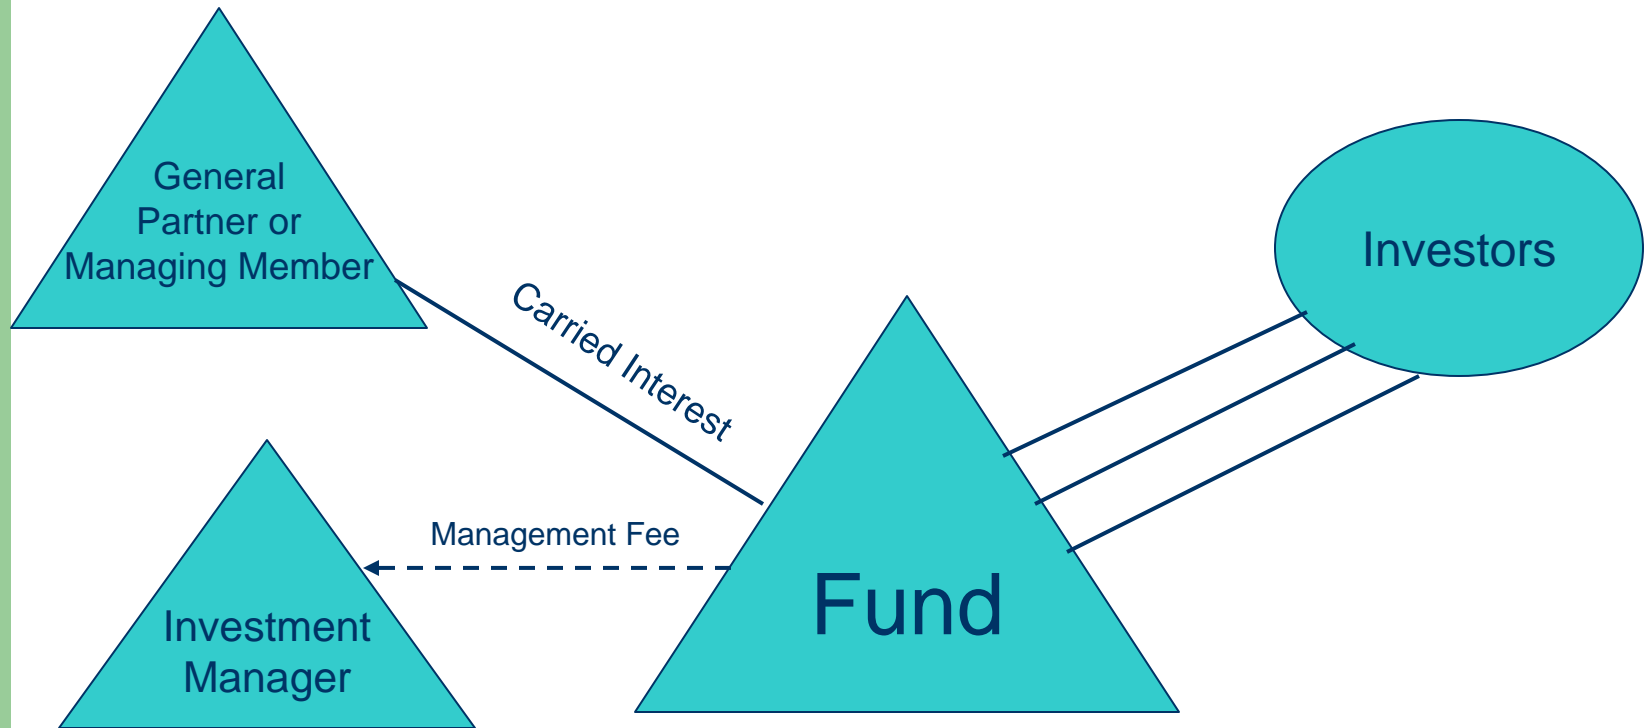 General
Partner or
Managing Member
Carried Interest
Investors
Management Fee
Fund
Investment
Manager